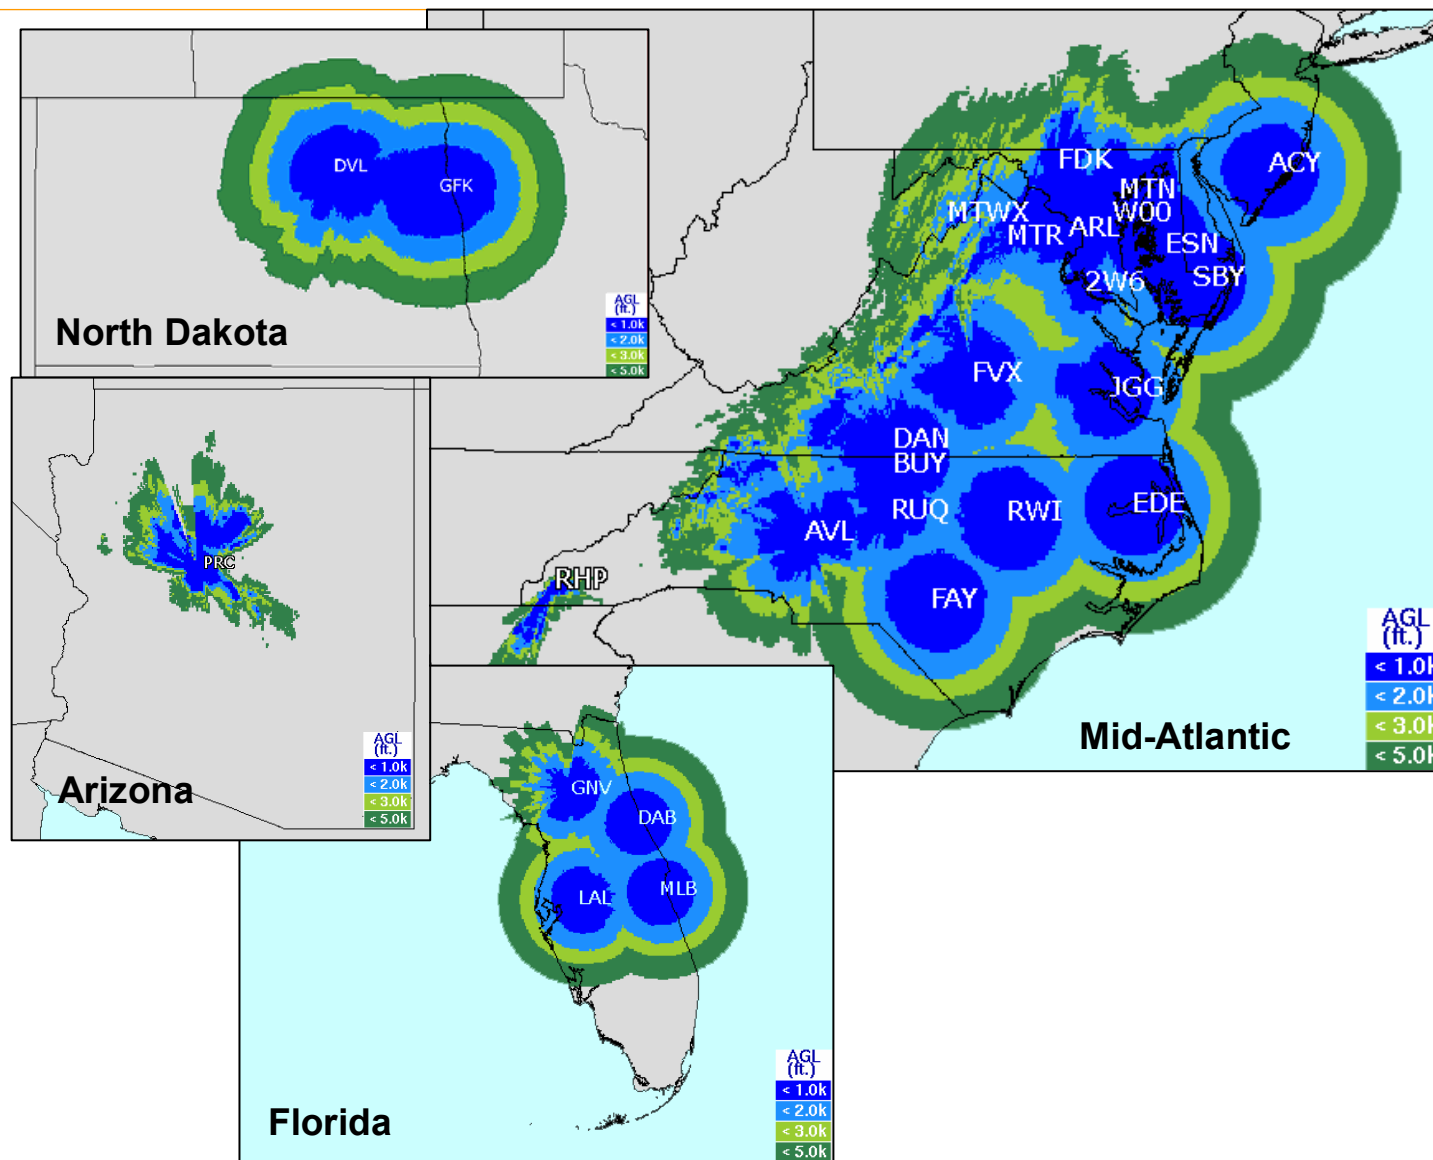 DVL
GFK
AGL
(ft.)
< 1.0k
< 2.0k
< 3.0k
< 5.0k
North Dakota
PRC
AGL
(ft.)
< 1.0k
< 2.0k
< 3.0k
< 5.0k
Arizona
FDK
ACY
MTN
MTWX
W00
MTR
ARL
ESN
2W6
SBY
FVX
JGG
DAN
BUY
RUQ
RWI
EDE
AVL
RHP
FAY
AGL
(ft.)
< 1.0k
< 2.0k
< 3.0k
< 5.0k
Mid-Atlantic
GNV
DAB
LAL
MLB
AGL
(ft.)
< 1.0k
< 2.0k
< 3.0k
< 5.0k
Florida